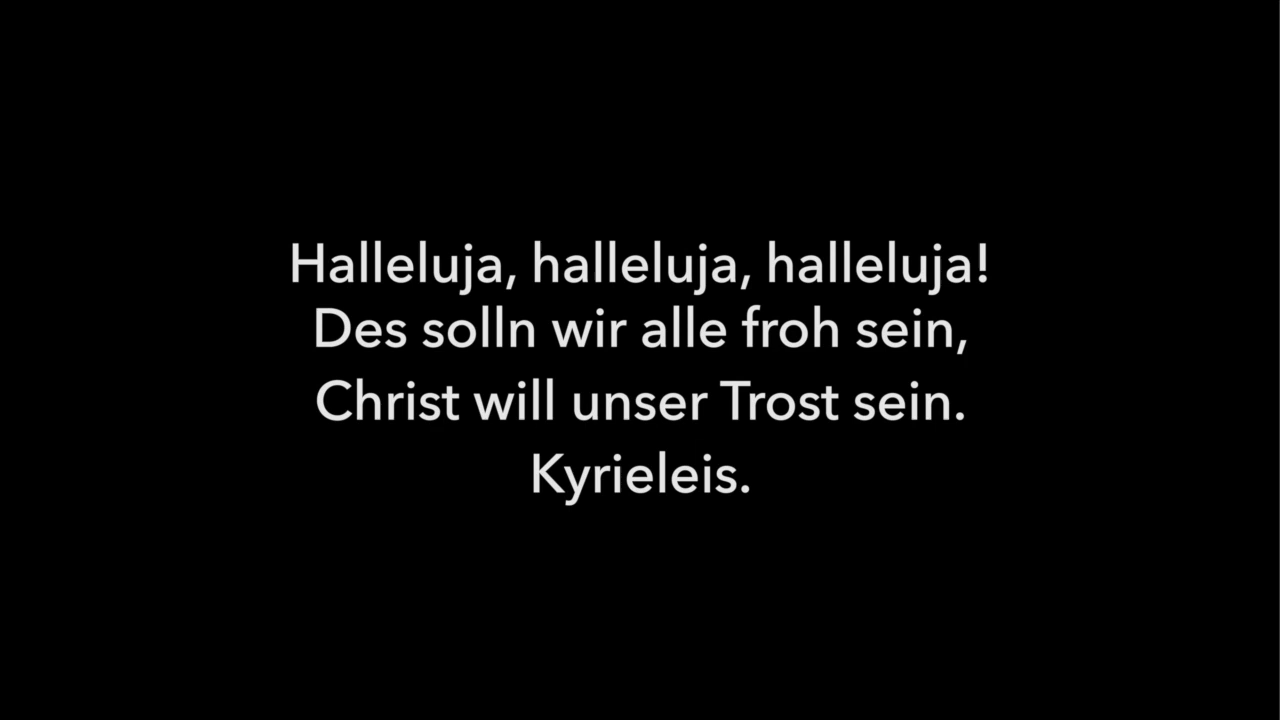 Halleluja, halleluja, halleluja!
Des solln wir alle froh sein,
Christ will unser Trost sein.
Kyrieleis.